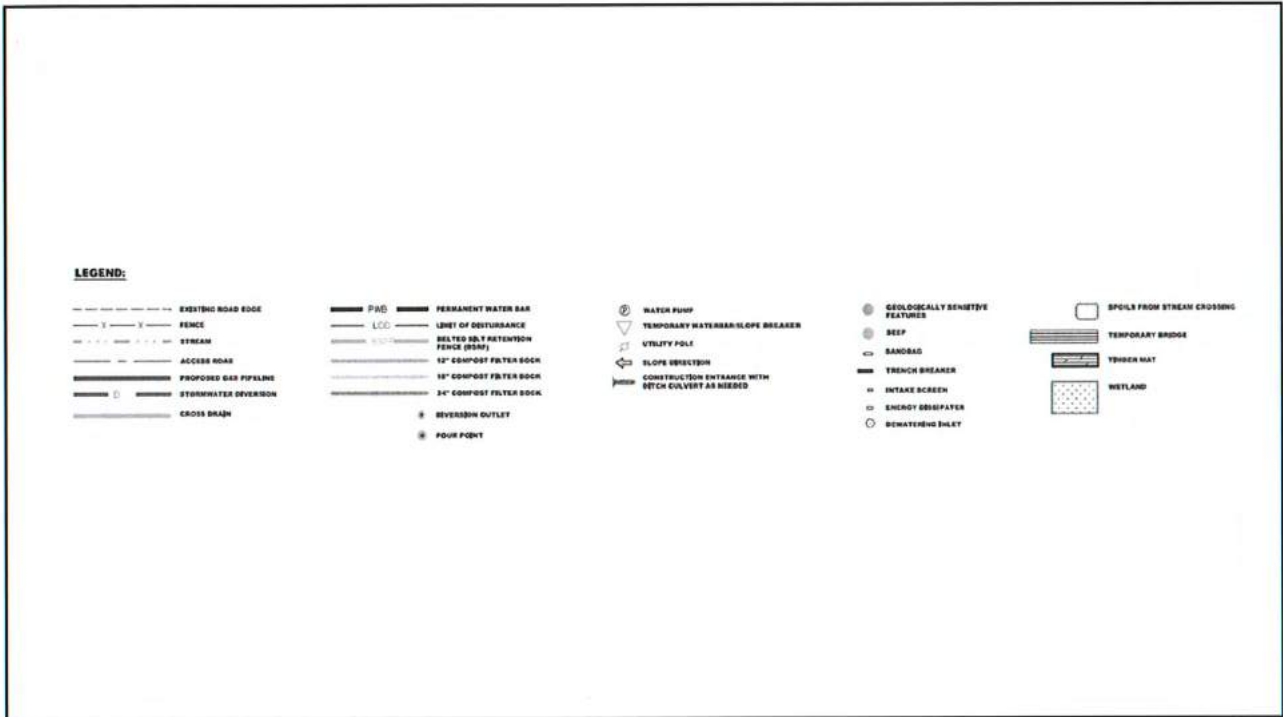 LEGEND:
EXISTING ROAD EDGE
X X FENCE
STREAM
ACCESS ROAD
PROPOSED GAS PIPELINE
D STORMWATER DIVERSION
CROSS DRAIN
PWB PERMANENT WATER BAR
LOD LIMIT OF DISTURBANCE
BSRF BELTED SILT RETENTION
FENCE (BSRF)
12" COMPOST FILTER SOCK
18" COMPOST FILTER SOCK
24" COMPOST FILTER SOCK
DIVERSION OUTLET
POUR POINT
P WATER PUMP
TEMPORARY WATERBAR/SLOPE BREAKER
UTILITY POLE
SLOPE DIRECTION
CONSTRUCTION ENTRANCE WITH
DITCH CULVERT AS NEEDED
GEOLOGICALLY SENSITIVE
FEATURES
SEEP
SANDBAG
TRENCH BREAKER
INTAKE SCREEN
ENERGY DISSIPATER
DEWATERING INLET
SPOILS FROM STREAM CROSSING
TEMPORARY BRIDGE
TIMBER MAT
WETLAND